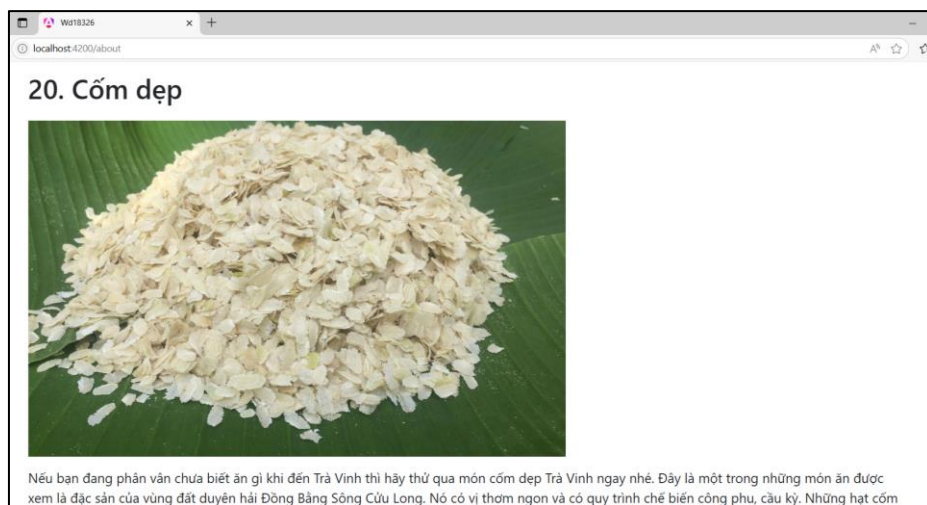 Wd18326
localhost:4200/about
20. Cốm dẹp
Nếu bạn đang phân vân chưa biết ăn gì khi đến Trà Vinh thì hãy thử qua món cốm dẹp Trà Vinh ngay nhé. Đây là một trong những món ăn được
xem là đặc sản của vùng đất duyên hải Đồng Bằng Sông Cửu Long. Nó có vị thơm ngon và có quy trình chế biến công phu, cầu kỳ. Những hạt cốm